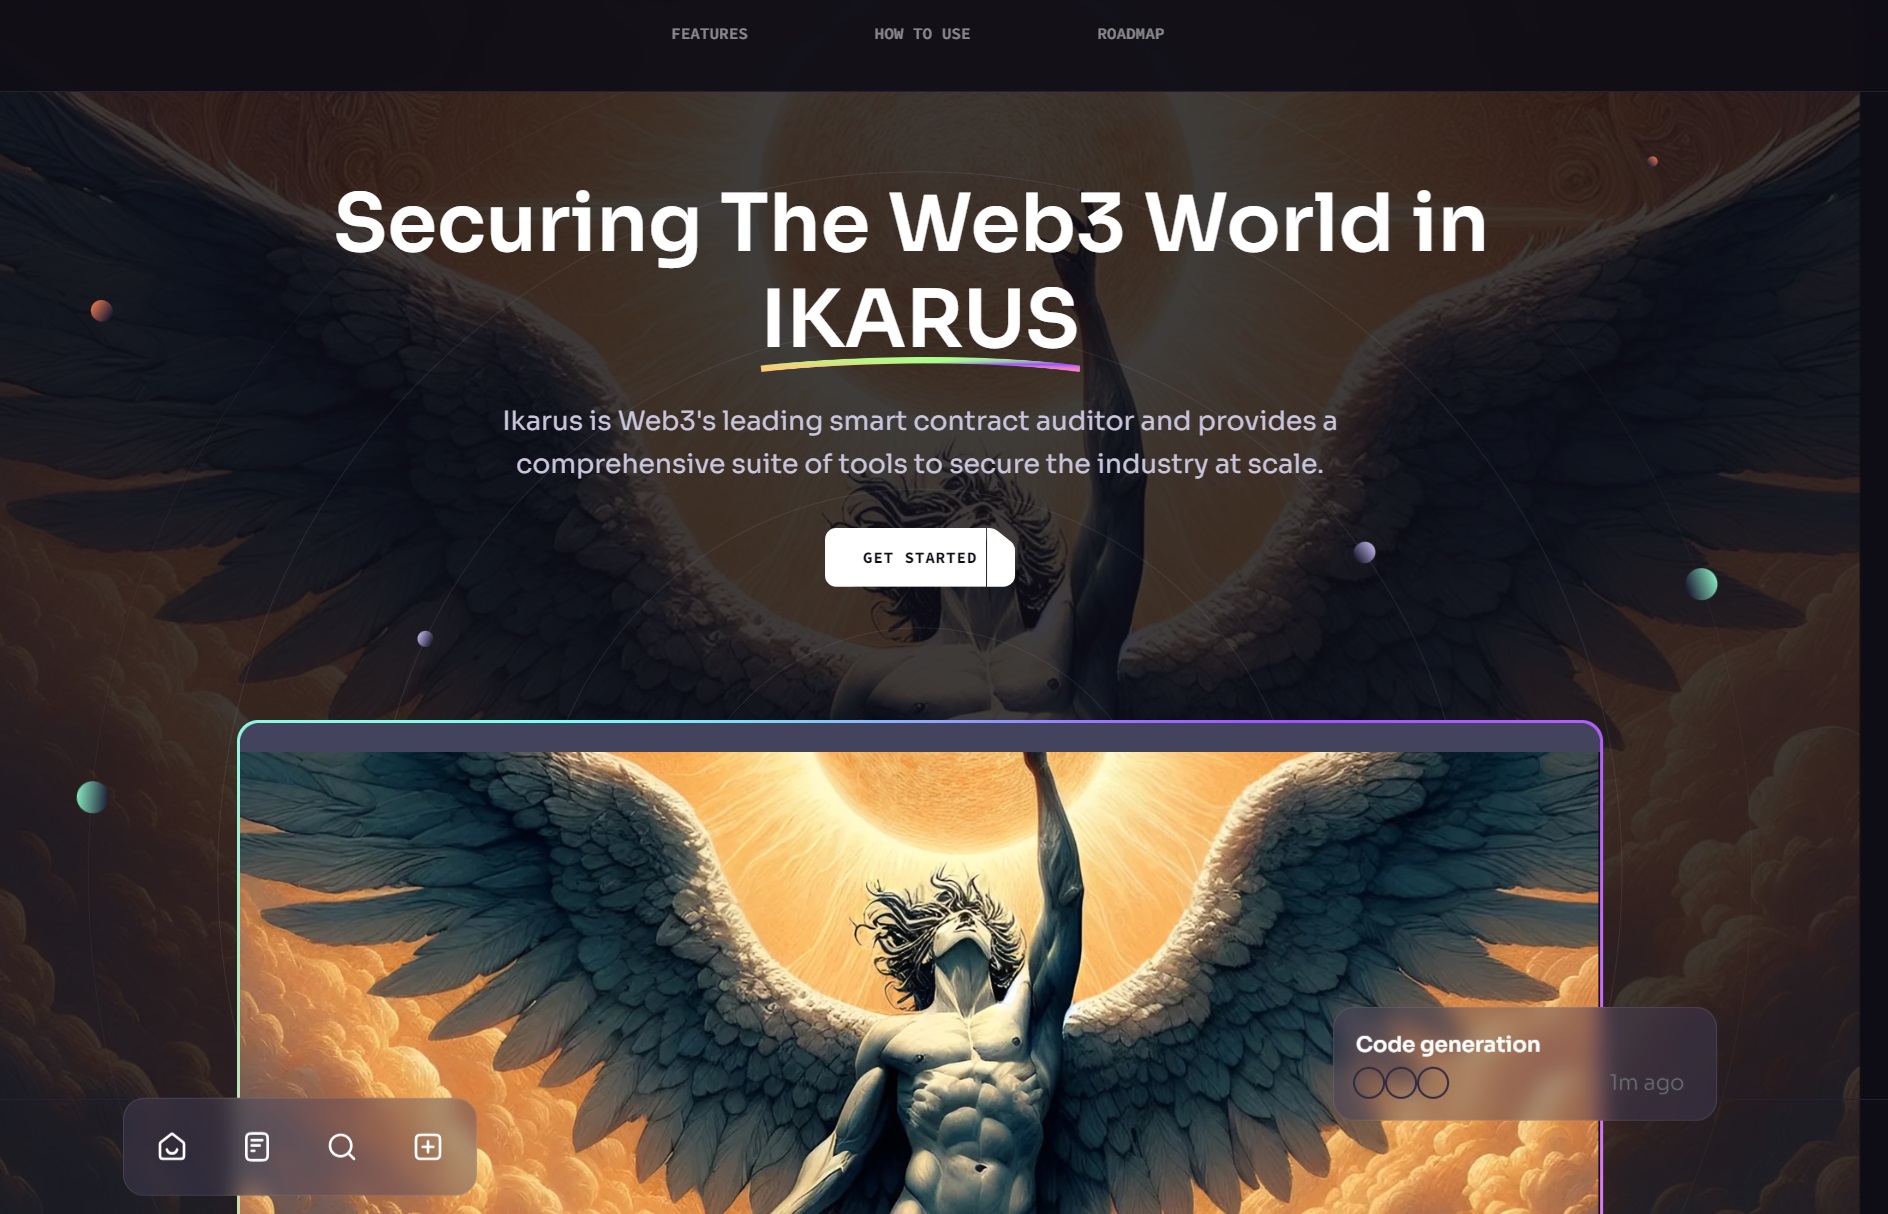 FEATURES
HOW TO USE
ROADMAP
Securing The Web3 World in
IKARUS
Ikarus is Web3's leading smart contract auditor and provides a
comprehensive suite of tools to secure the industry at scale.
GET STARTED
Code generation
1m ago